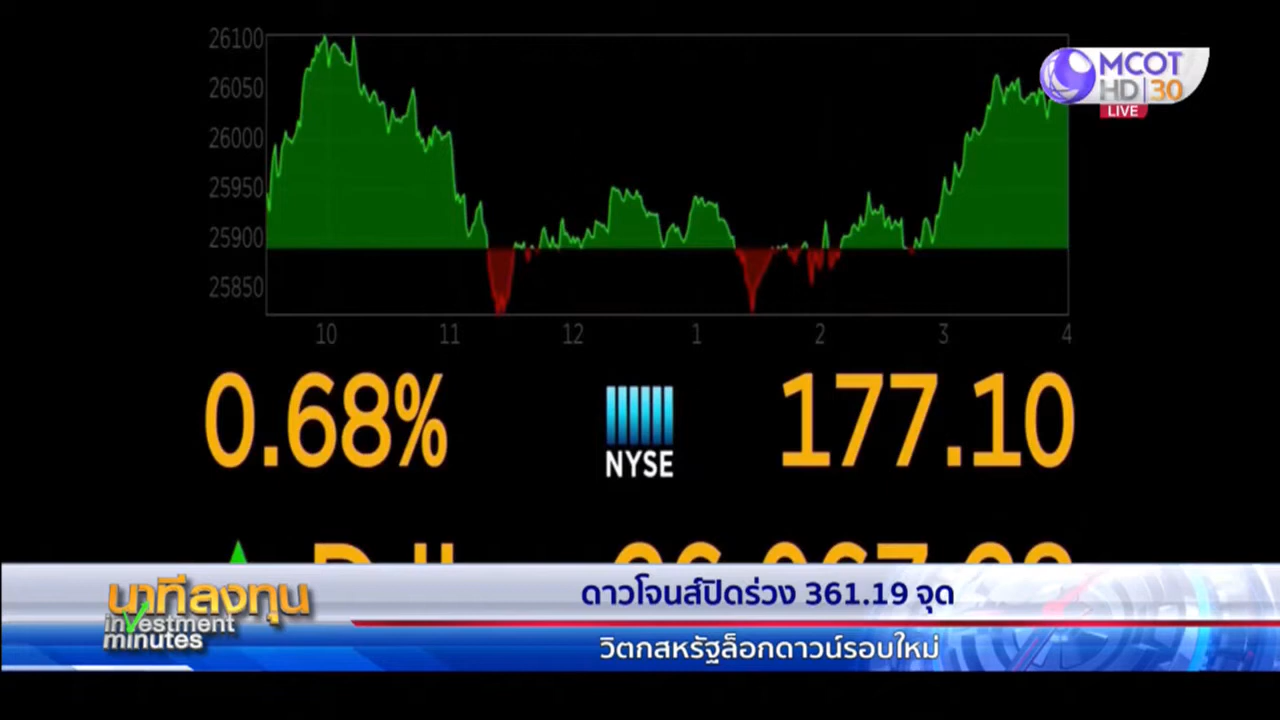 26100
26050
26000
25950
25900
25850
10 11 12 1 2 3 4
MCOT
HD 30
LIVE
0.68%
NYSE
177.10
นาทีลงทุน
investment
minutes
ดาวโจนส์ปิดร่วง 361.19 จุด
วิตกสหรัฐล็อกดาวน์รอบใหม่